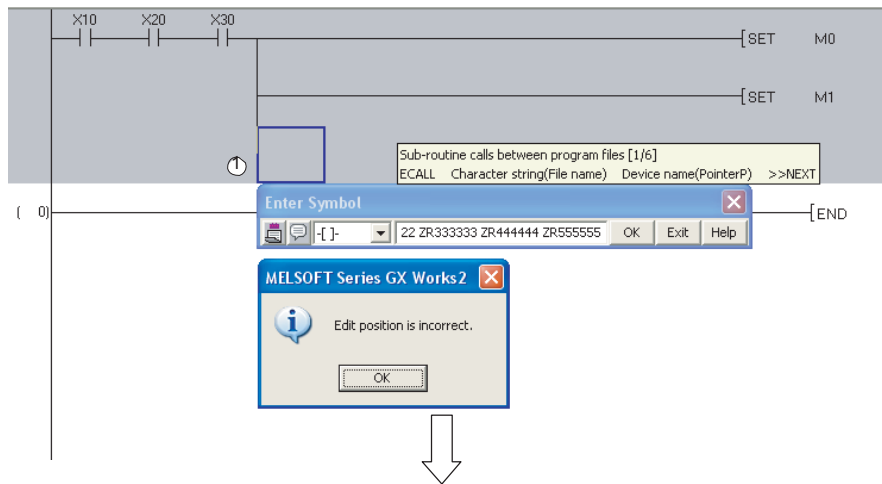 X10 X20 X30
[SET M0
[SET M1
1
Sub-routine calls between program files [1/6]
ECALL Character string(File name) Device name(PointerP) >>NEXT
Enter Symbol
( 0)
[END
-[ ]- 22 ZR333333 ZR444444 ZR555555 OK Exit Help
MELSOFT Series GX Works2
Edit position is incorrect.
OK